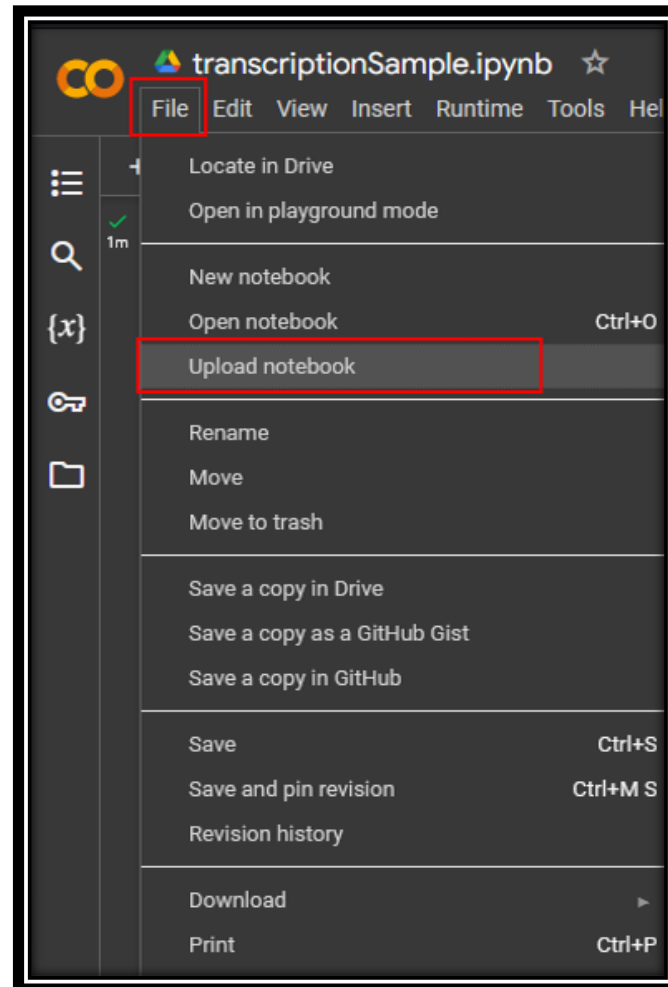 transcriptionSample.ipynb
File Edit View Insert Runtime Tools Hel
Locate in Drive
Open in playground mode
1m
New notebook
Open notebook Ctrl+O
{x}
Upload notebook
Rename
Move
Move to trash
Save a copy in Drive
Save a copy as a GitHub Gist
Save a copy in GitHub
Save Ctrl+S
Save and pin revision Ctrl+M S
Revision history
Download
Print Ctrl+P